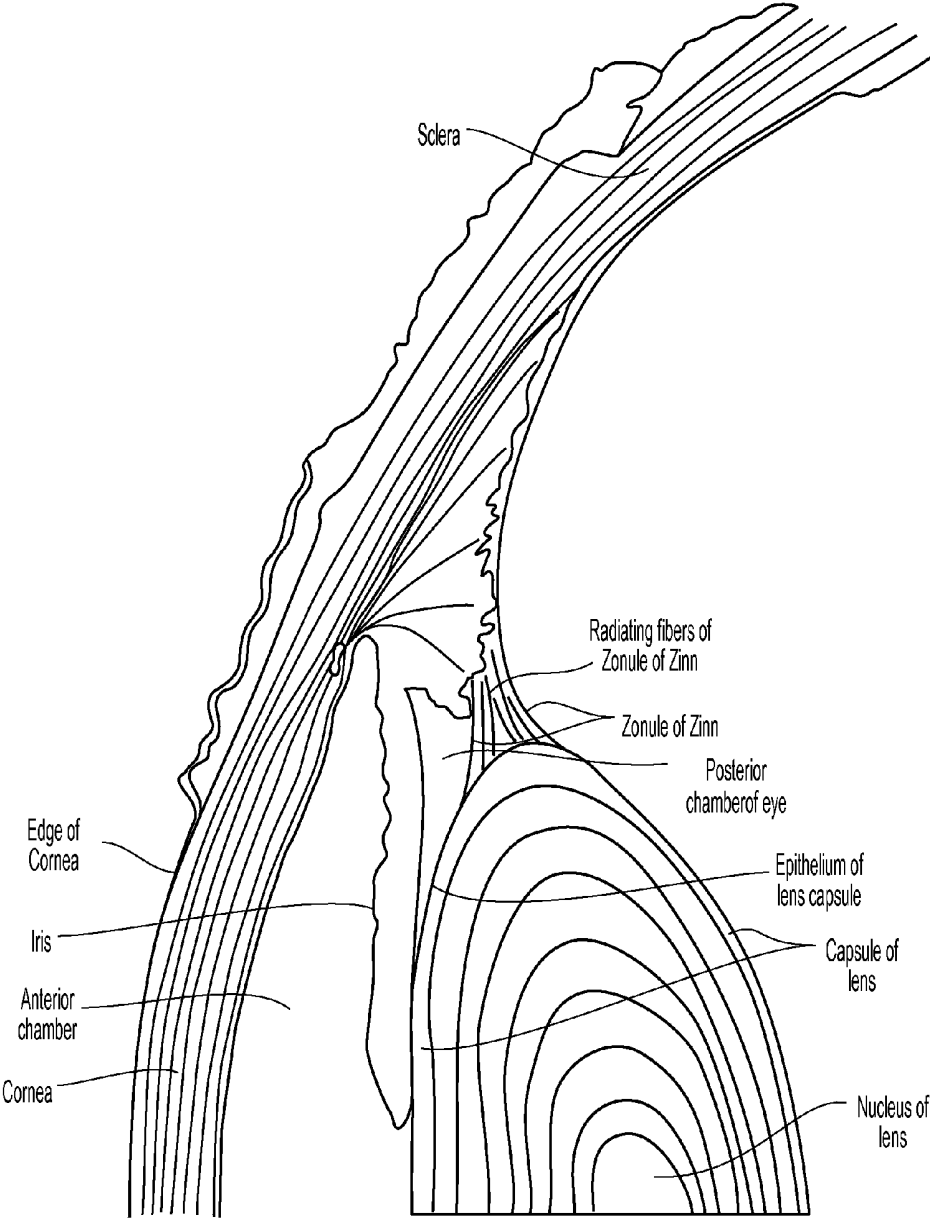 Sclera
Radiating fibers of
Zonule of Zinn
Zonule of Zinn
Posterior
chamberof eye
Edge of
Cornea
Epithelium of
lens capsule
Iris
Capsule of
lens
Anterior
chamber
Cornea
Nucleus of
lens